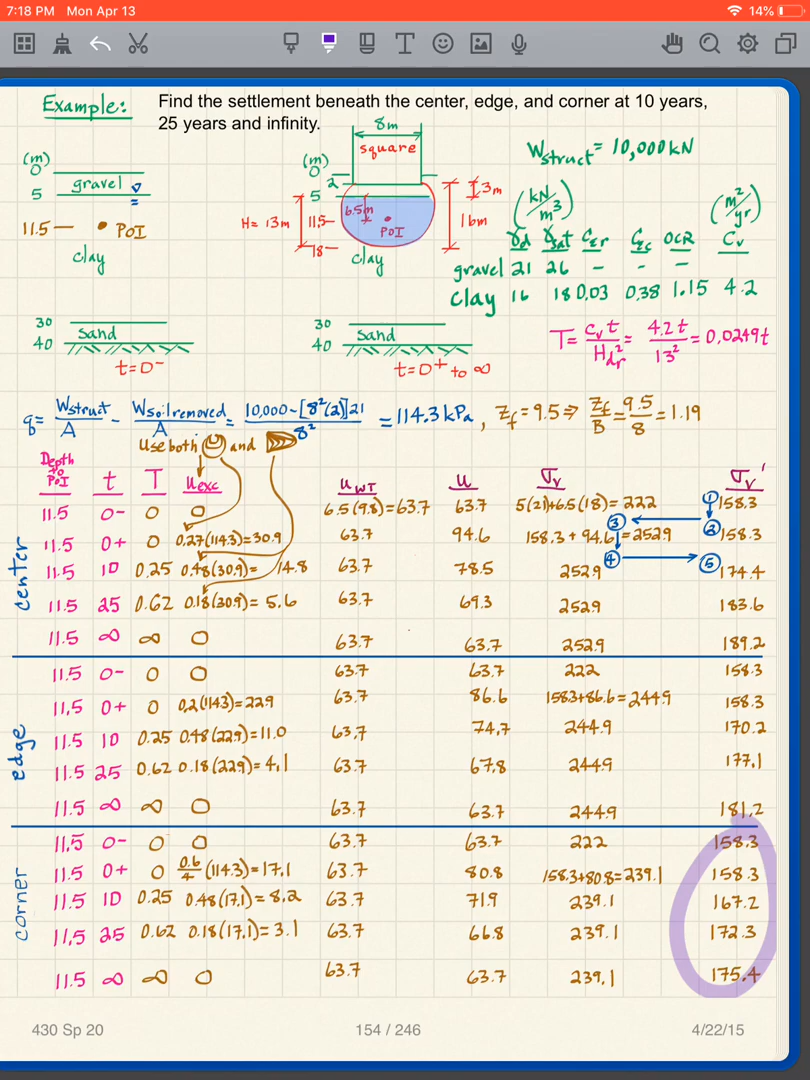 7:18 PM Mon Apr 13 14%
Example: Find the settlement beneath the center, edge, and corner at 10 years,
25 years and infinity.
8m
square
Wstruct = 10,000 kN
(m)
0
5 gravel
11.5 — • PoI
clay
30
sand
40
t=0⁻
(m)
0
2
5
H= 13m 11.5 6.5m
PoI
18
clay
3m
16m
30
sand
40
t=0⁺ to ∞
(kN/m³) (m²/yr)
γd γsat Cεr Cεc OCR Cv
gravel 21 26 – – –
clay 16 18 0.03 0.38 1.15 4.2
T = Cv t / Hdr² = 4.2t / 13² = 0.0249t
q = Wstruct / A – Wsoil removed / A = 10,000 – [8²(2)]21 / 8² = 114.3 kPa, Zf = 9.5 ⇒ Zf/B = 9.5/8 = 1.19
Use both and
Depth to PoI t T uexc uWT u σv σv'
center
11.5 0- 0 0 6.5(9.8)=63.7 63.7 5(21)+6.5(18)=222 ① 158.3
11.5 0+ 0 0.27(114.3)=30.9 63.7 94.6 158.3+94.6 ③ =252.9 ② 158.3
11.5 10 0.25 0.48(30.9)= 14.8 63.7 78.5 252.9 ④ ⑤ 174.4
11.5 25 0.62 0.18(30.9)= 5.6 63.7 69.3 252.9 183.6
11.5 ∞ ∞ 0 63.7 63.7 252.9 189.2
edge
11.5 0- 0 0 63.7 63.7 222 158.3
11.5 0+ 0 0.2(114.3)=22.9 63.7 86.6 158.3+86.6=244.9 158.3
11.5 10 0.25 0.48(22.9)=11.0 63.7 74.7 244.9 170.2
11.5 25 0.62 0.18(22.9)=4.1 63.7 67.8 244.9 177.1
11.5 ∞ ∞ 0 63.7 63.7 244.9 181.2
corner
11.5 0- 0 0 63.7 63.7 222 158.3
11.5 0+ 0 0.6/4 (114.3)=17.1 63.7 80.8 158.3+80.8=239.1 158.3
11.5 10 0.25 0.48(17.1)=8.2 63.7 71.9 239.1 167.2
11.5 25 0.62 0.18(17.1)=3.1 63.7 66.8 239.1 172.3
11.5 ∞ ∞ 0 63.7 63.7 239.1 175.4
430 Sp 20 154 / 246 4/22/15